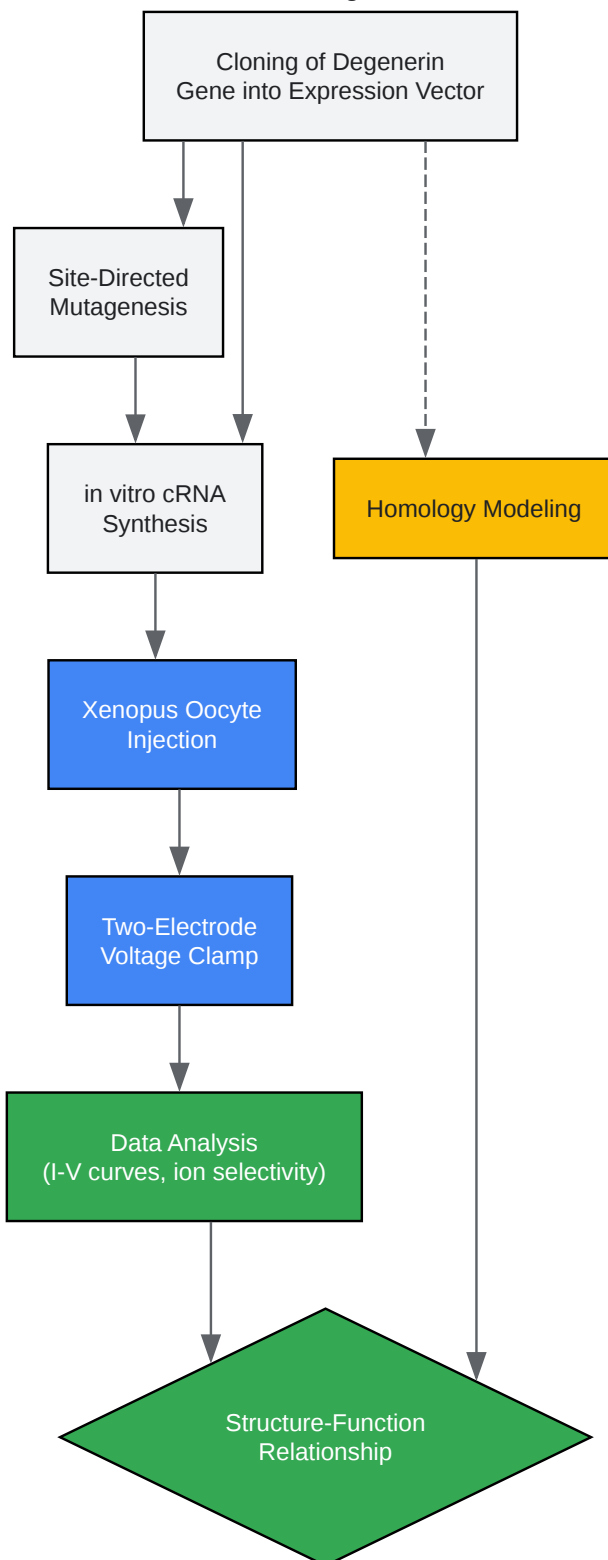 Cloning of Degenerin
Gene into Expression Vector
Site-Directed
Mutagenesis
in vitro cRNA
Synthesis
Homology Modeling
Xenopus Oocyte
Injection
Two-Electrode
Voltage Clamp
Data Analysis
(I-V curves, ion selectivity)
Structure-Function
Relationship